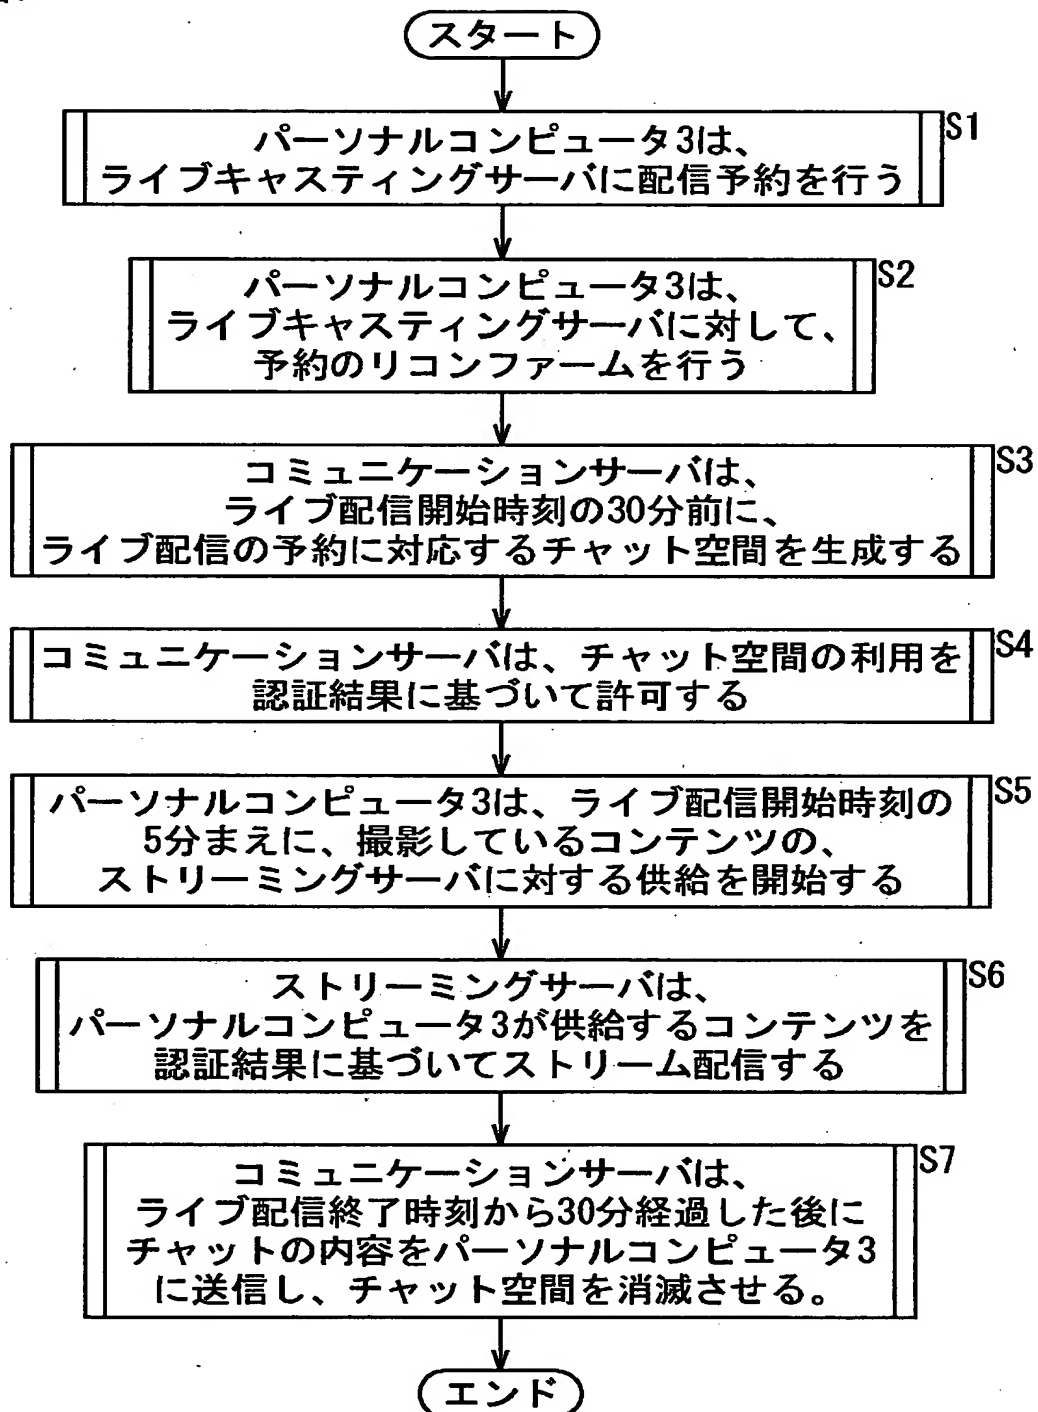 スタート
S1
パーソナルコンピュータ3は、
ライブキャスティングサーバに配信予約を行う
S2
パーソナルコンピュータ3は、
ライブキャスティングサーバに対して、
予約のリコンファームを行う
S3
コミュニケーションサーバは、
ライブ配信開始時刻の30分前に、
ライブ配信の予約に対応するチャット空間を生成する
S4
コミュニケーションサーバは、チャット空間の利用を
認証結果に基づいて許可する
S5
パーソナルコンピュータ3は、ライブ配信開始時刻の
5分まえに、撮影しているコンテンツの、
ストリーミングサーバに対する供給を開始する
S6
ストリーミングサーバは、
パーソナルコンピュータ3が供給するコンテンツを
認証結果に基づいてストリーム配信する
S7
コミュニケーションサーバは、
ライブ配信終了時刻から30分経過した後に
チャットの内容をパーソナルコンピュータ3
に送信し、チャット空間を消滅させる。
エンド